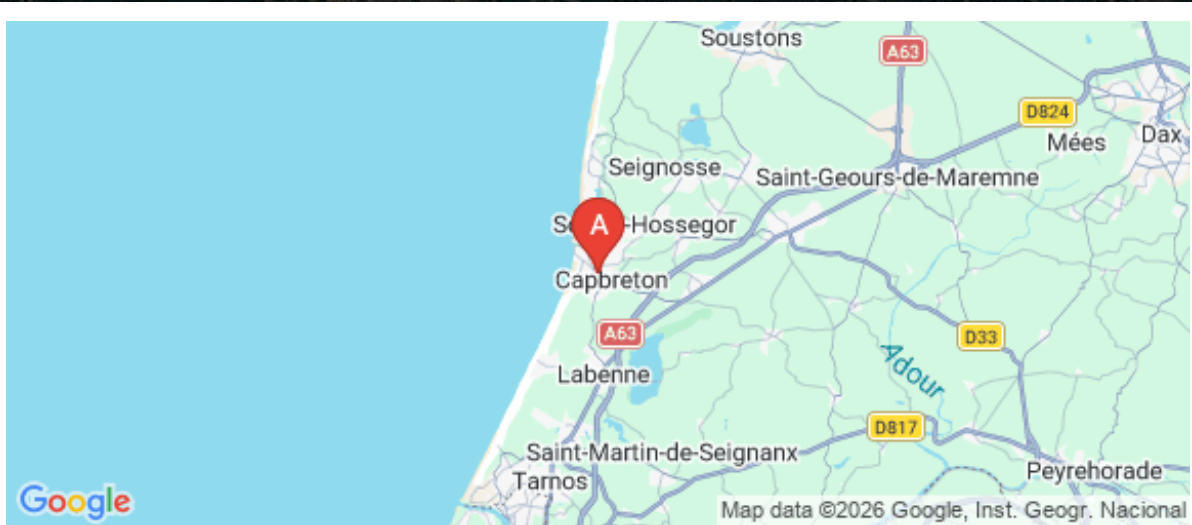 Soustons
A63
D824
Mées
Dax
Seignosse
Saint-Geours-de-Maremne
A
-Hossegor
Capbreton
A63
D33
Labenne
Adour
D817
Saint-Martin-de-Seignanx
Tarnos
Peyrehorade
Google
Map data ©2026 Google, Inst. Geogr. Nacional